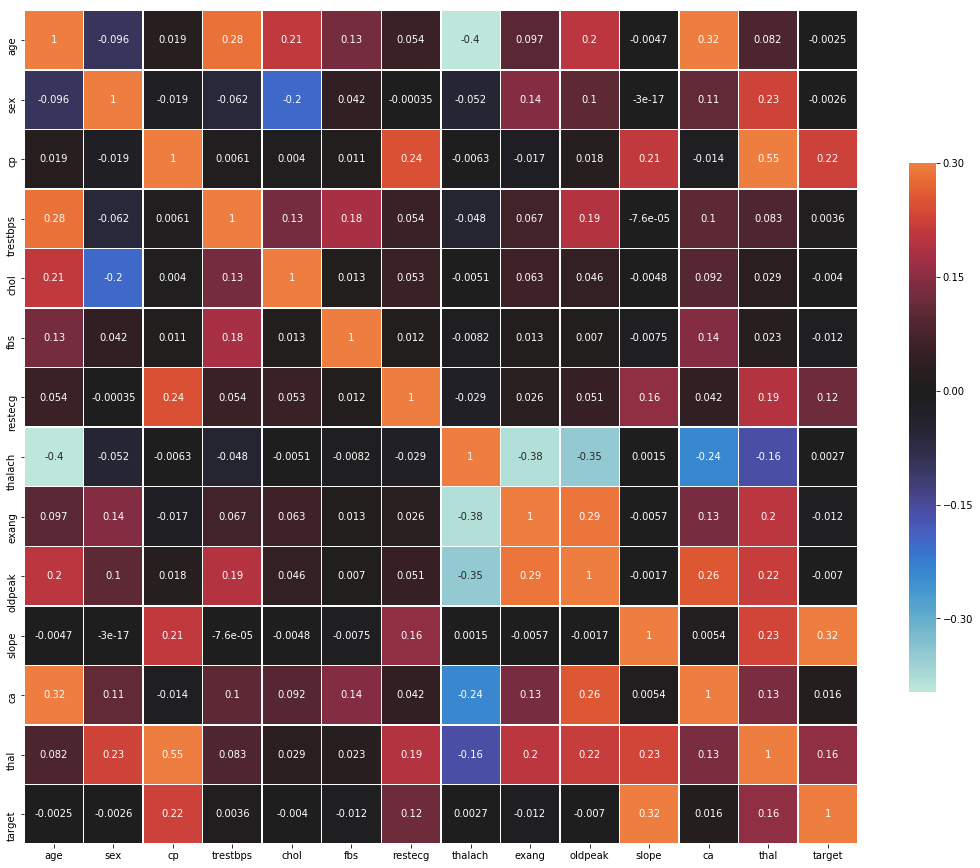 age 1 -0.096 0.019 0.28 0.21 0.13 0.054 -0.4 0.097 0.2 -0.0047 0.32 0.082 -0.0025
sex -0.096 1 -0.019 -0.062 -0.2 0.042 -0.00035 -0.052 0.14 0.1 -3e-17 0.11 0.23 -0.0026
cp 0.019 -0.019 1 0.0061 0.004 0.011 0.24 -0.0063 -0.017 0.018 0.21 -0.014 0.55 0.22
trestbps 0.28 -0.062 0.0061 1 0.13 0.18 0.054 -0.048 0.067 0.19 -7.6e-05 0.1 0.083 0.0036
chol 0.21 -0.2 0.004 0.13 1 0.013 0.053 -0.0051 0.063 0.046 -0.0048 0.092 0.029 -0.004
fbs 0.13 0.042 0.011 0.18 0.013 1 0.012 -0.0082 0.013 0.007 -0.0075 0.14 0.023 -0.012
restecg 0.054 -0.00035 0.24 0.054 0.053 0.012 1 -0.029 0.026 0.051 0.16 0.042 0.19 0.12
thalach -0.4 -0.052 -0.0063 -0.048 -0.0051 -0.0082 -0.029 1 -0.38 -0.35 0.0015 -0.24 -0.16 0.0027
exang 0.097 0.14 -0.017 0.067 0.063 0.013 0.026 -0.38 1 0.29 -0.0057 0.13 0.2 -0.012
oldpeak 0.2 0.1 0.018 0.19 0.046 0.007 0.051 -0.35 0.29 1 -0.0017 0.26 0.22 -0.007
slope -0.0047 -3e-17 0.21 -7.6e-05 -0.0048 -0.0075 0.16 0.0015 -0.0057 -0.0017 1 0.0054 0.23 0.32
ca 0.32 0.11 -0.014 0.1 0.092 0.14 0.042 -0.24 0.13 0.26 0.0054 1 0.13 0.016
thal 0.082 0.23 0.55 0.083 0.029 0.023 0.19 -0.16 0.2 0.22 0.23 0.13 1 0.16
target -0.0025 -0.0026 0.22 0.0036 -0.004 -0.012 0.12 0.0027 -0.012 -0.007 0.32 0.016 0.16 1
age sex cp trestbps chol fbs restecg thalach exang oldpeak slope ca thal target
0.30
0.15
0.00
-0.15
-0.30